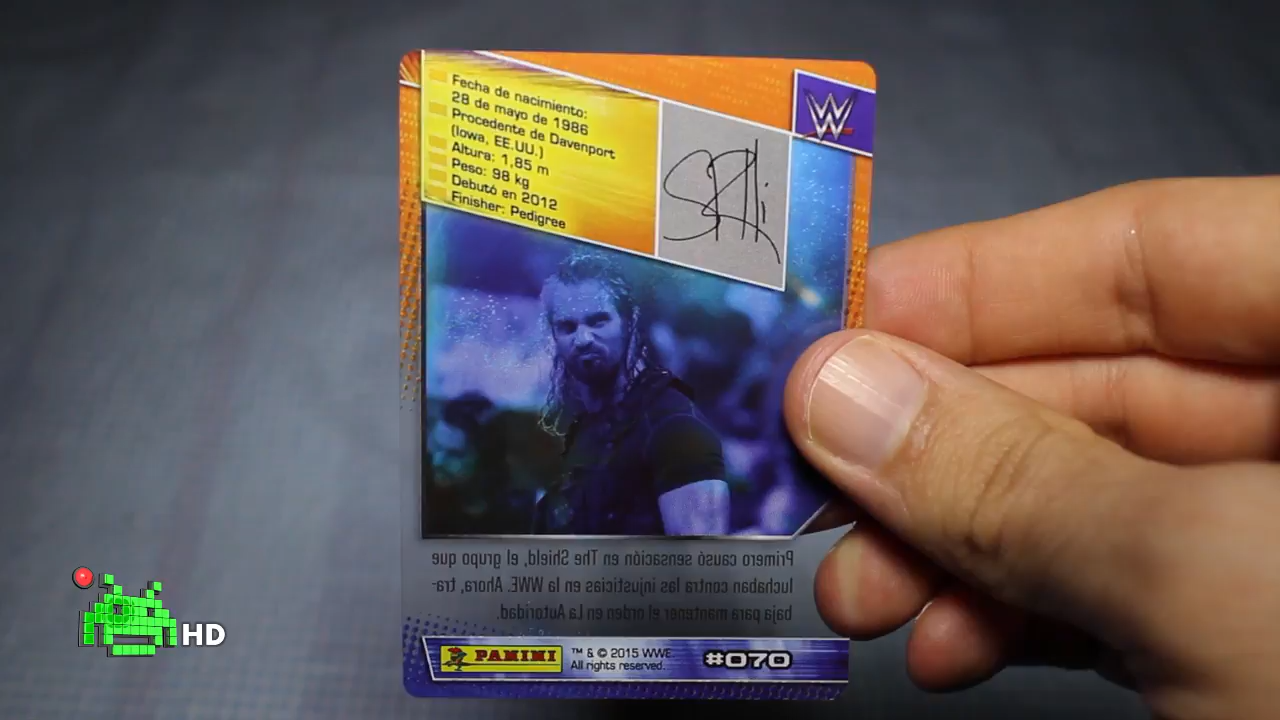 Fecha de nacimiento:
28 de mayo de 1986
Procedente de Davenport
(Iowa, EE.UU.)
Altura: 1,85 m
Peso: 98 kg
Debutó en 2012
Finisher: Pedigree
W
Primero causó sensación en The Shield, el grupo que
luchaban contra las injusticias en la WWE. Ahora, tra-
baja para mantener el orden en La Autoridad.
PANINI
™ & © 2015 WWE
All rights reserved.
#070
HD